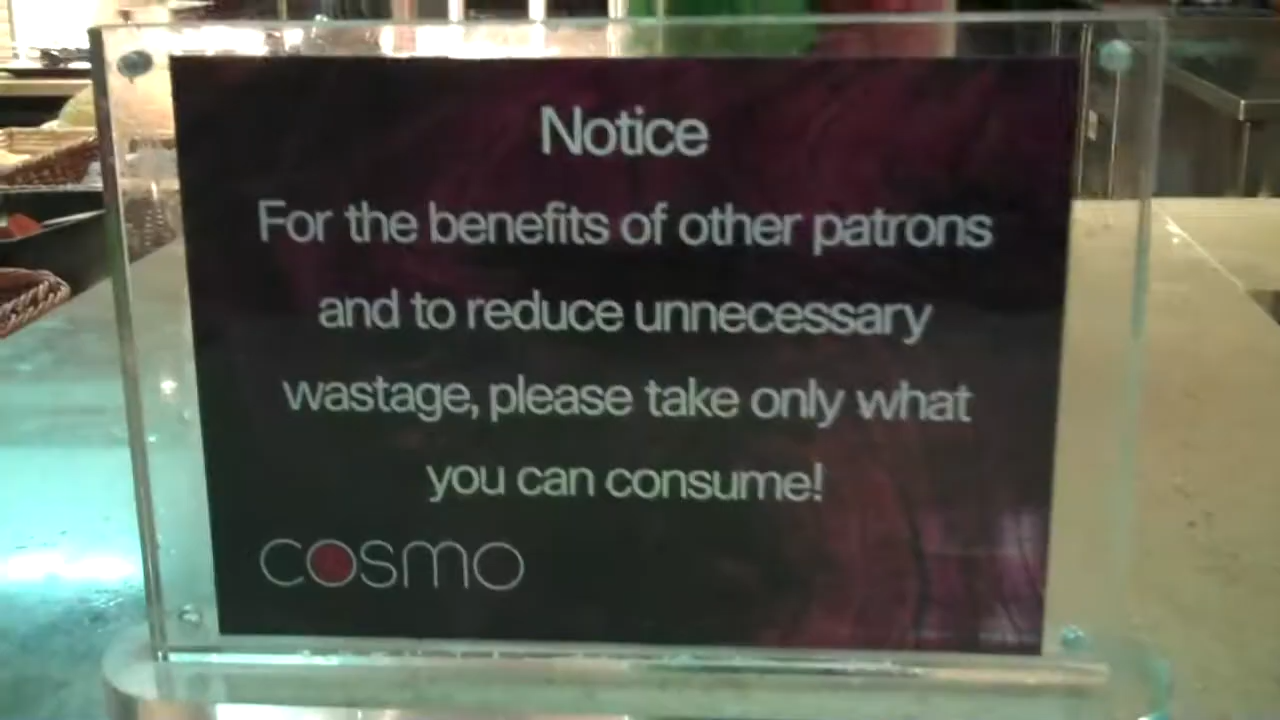 Notice
For the benefits of other patrons
and to reduce unnecessary
wastage, please take only what
you can consume!
COSMO